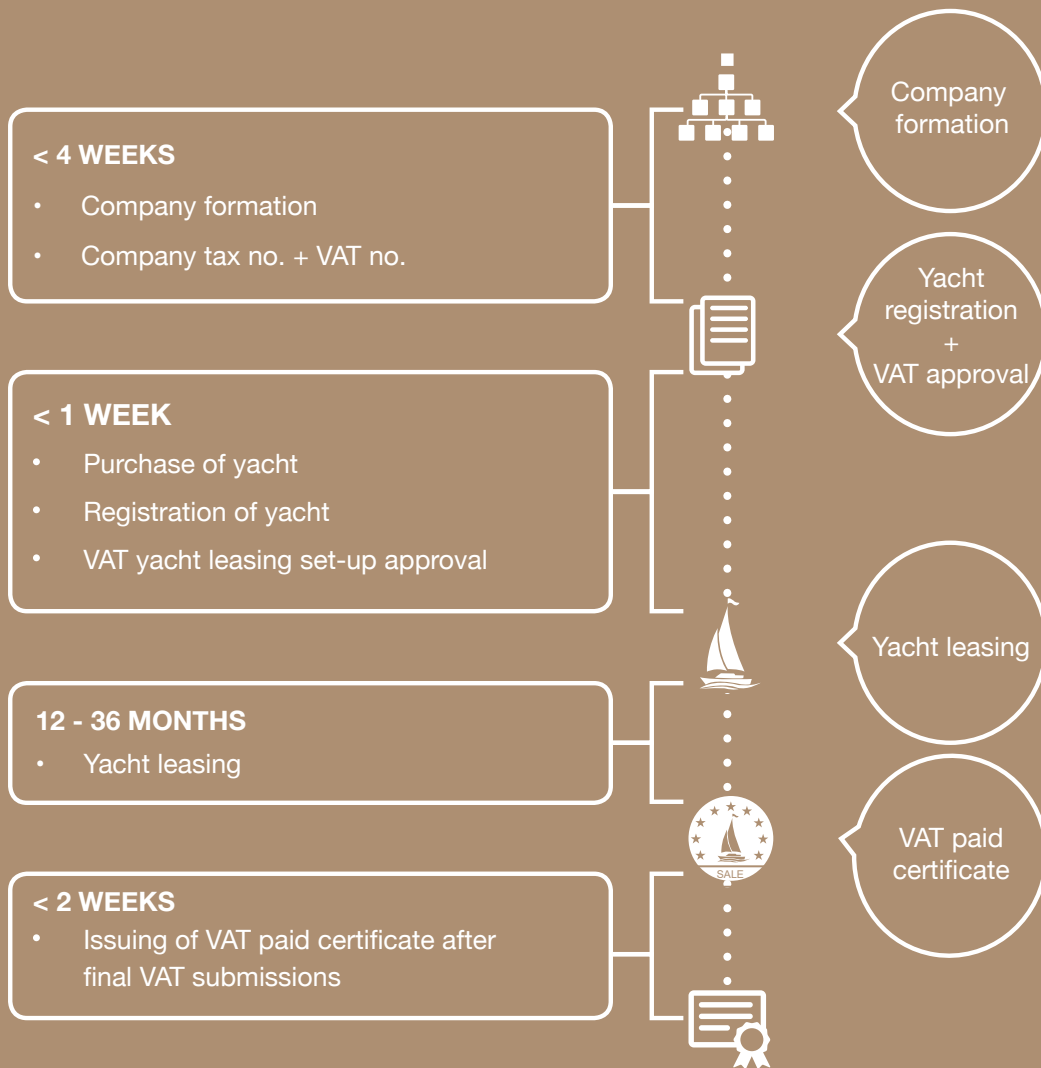 Company
formation
< 4 WEEKS
• Company formation
• Company tax no. + VAT no.
Yacht
registration
+
VAT approval
< 1 WEEK
• Purchase of yacht
• Registration of yacht
• VAT yacht leasing set-up approval
Yacht leasing
12 - 36 MONTHS
• Yacht leasing
SALE
VAT paid
certificate
< 2 WEEKS
• Issuing of VAT paid certificate after
final VAT submissions